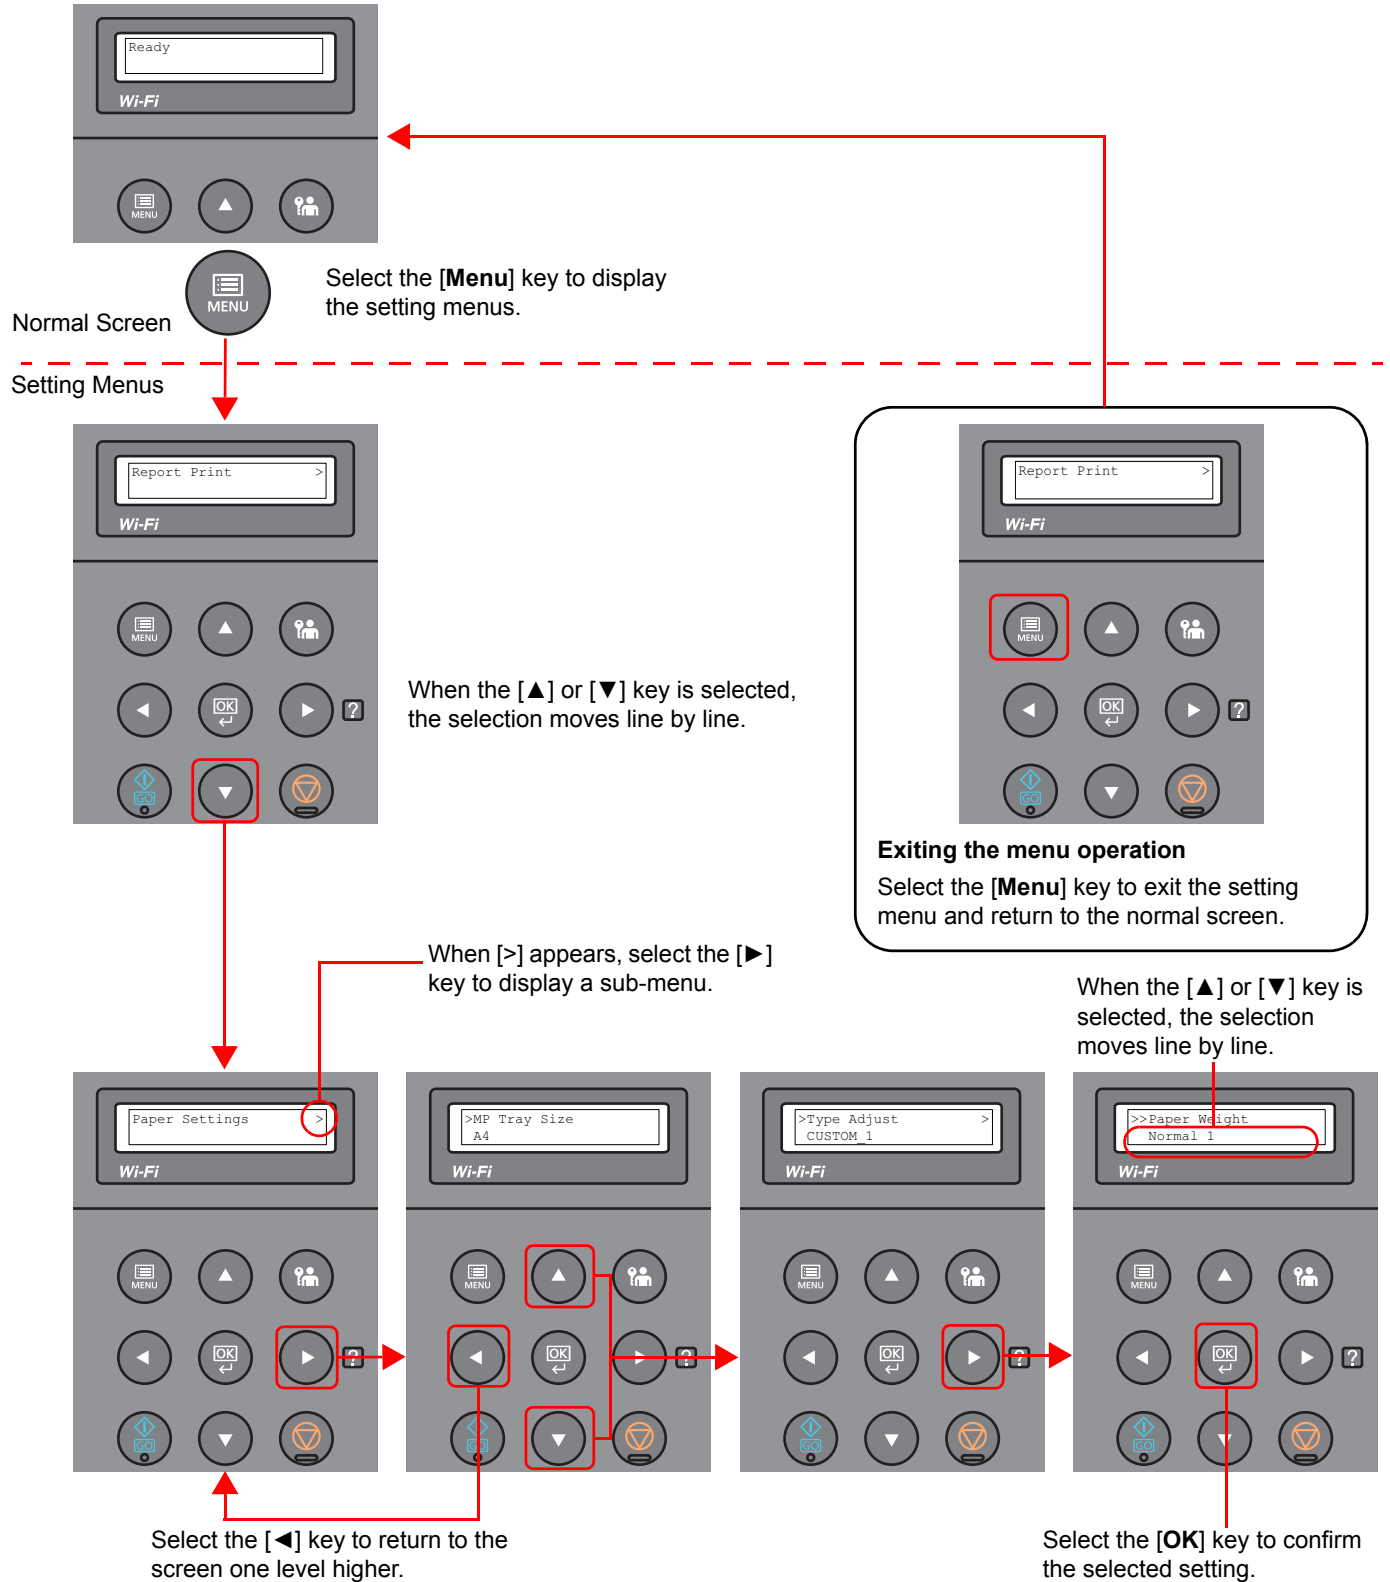 Ready
Wi-Fi
MENU
MENU
Select the [Menu] key to display
the setting menus.
Normal Screen
Setting Menus
Report Print >
Wi-Fi
MENU
OK
?
GO
When the [▲] or [▼] key is selected,
the selection moves line by line.
Report Print >
Wi-Fi
MENU
OK
?
GO
Exiting the menu operation
Select the [Menu] key to exit the setting
menu and return to the normal screen.
When [>] appears, select the [►]
key to display a sub-menu.
When the [▲] or [▼] key is
selected, the selection
moves line by line.
Paper Settings >
Wi-Fi
MENU
OK
?
GO
>MP Tray Size
A4
Wi-Fi
MENU
OK
?
GO
>Type Adjust >
CUSTOM_1
Wi-Fi
MENU
OK
?
GO
>>Paper Weight
Normal 1
Wi-Fi
MENU
OK
?
GO
Select the [◄] key to return to the
screen one level higher.
Select the [OK] key to confirm
the selected setting.